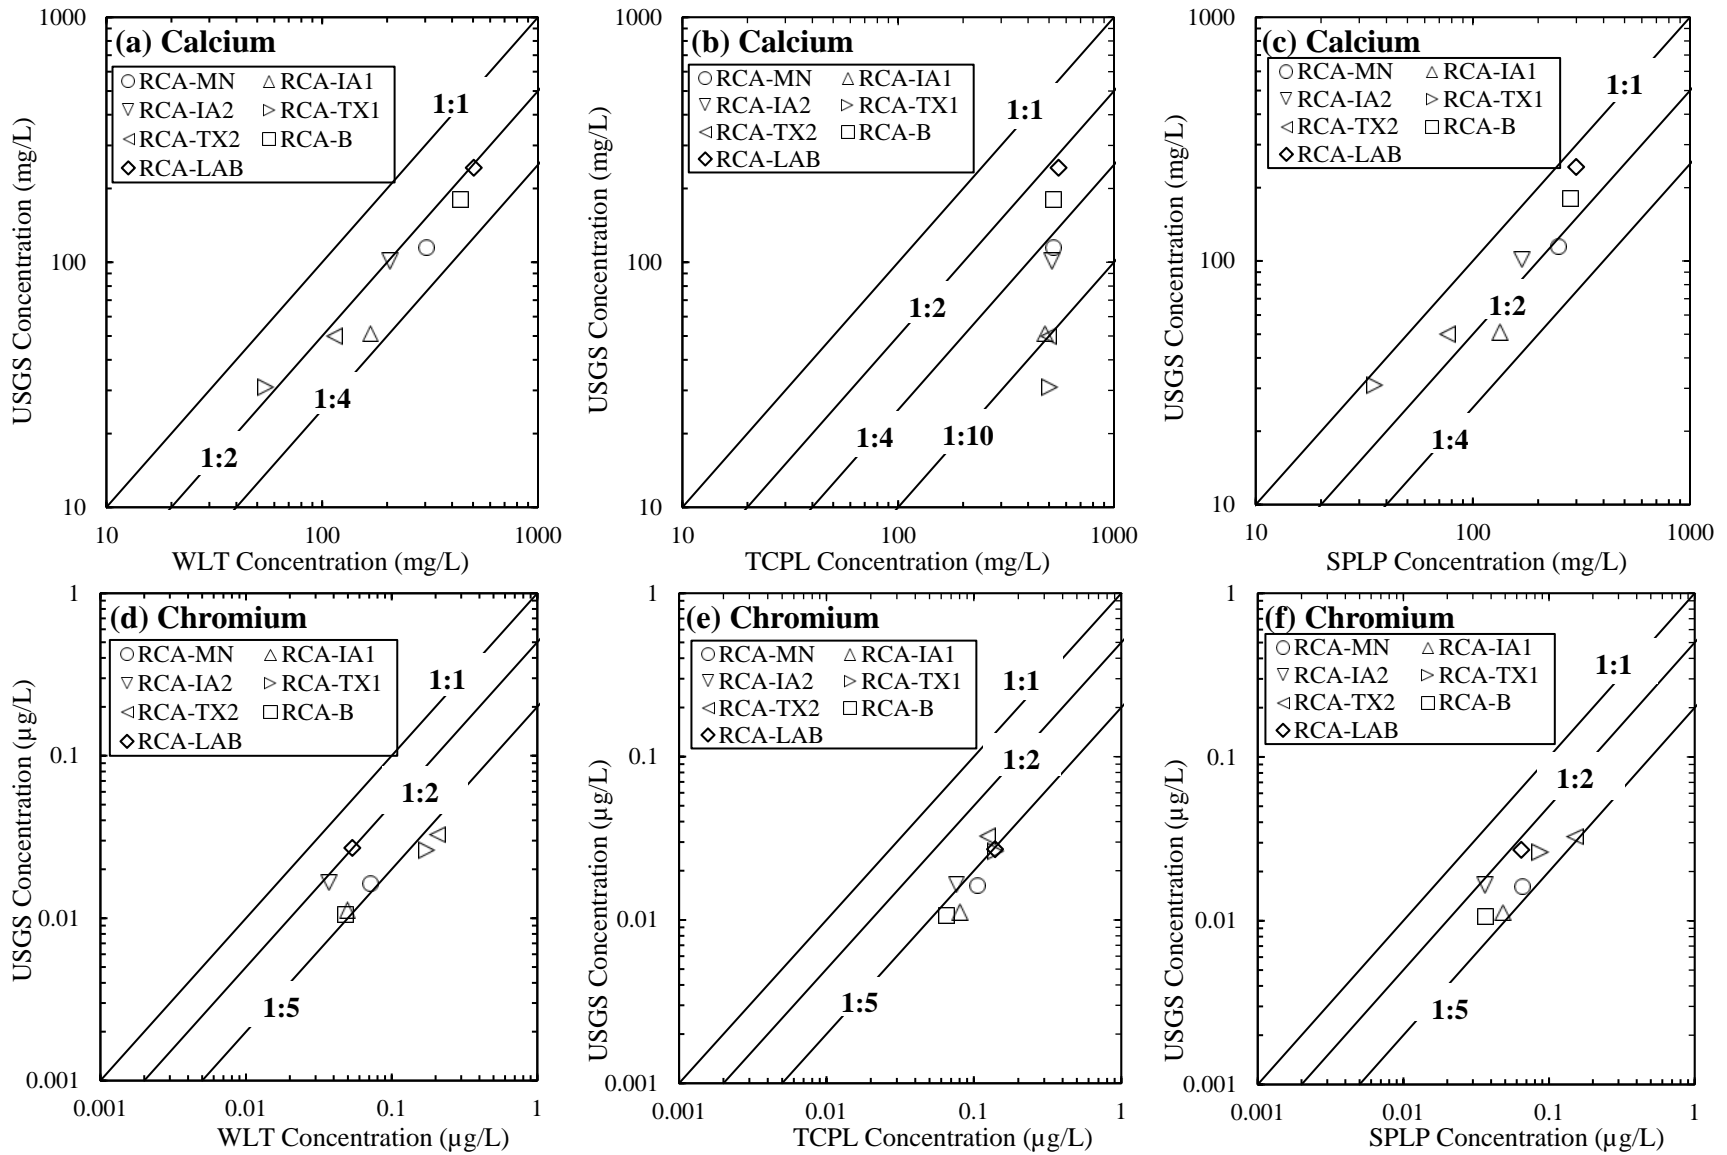 (a) Calcium
RCA-MN RCA-IA1
RCA-IA2 RCA-TX1
RCA-TX2 RCA-B
RCA-LAB
1:1
1:2
1:4
1000
100
10
10 100 1000
USGS Concentration (mg/L)
WLT Concentration (mg/L)
(b) Calcium
RCA-MN RCA-IA1
RCA-IA2 RCA-TX1
RCA-TX2 RCA-B
RCA-LAB
1:1
1:2
1:4
1:10
1000
100
10
10 100 1000
USGS Concentration (mg/L)
TCPL Concentration (mg/L)
(c) Calcium
RCA-MN RCA-IA1
RCA-IA2 RCA-TX1
RCA-TX2 RCA-B
RCA-LAB
1:1
1:2
1:4
1000
100
10
10 100 1000
USGS Concentration (mg/L)
SPLP Concentration (mg/L)
(d) Chromium
RCA-MN RCA-IA1
RCA-IA2 RCA-TX1
RCA-TX2 RCA-B
RCA-LAB
1:1
1:2
1:5
1
0.1
0.01
0.001
0.001 0.01 0.1 1
USGS Concentration (µg/L)
WLT Concentration (µg/L)
(e) Chromium
RCA-MN RCA-IA1
RCA-IA2 RCA-TX1
RCA-TX2 RCA-B
RCA-LAB
1:1
1:2
1:5
1
0.1
0.01
0.001
0.001 0.01 0.1 1
USGS Concentration (µg/L)
TCPL Concentration (µg/L)
(f) Chromium
RCA-MN RCA-IA1
RCA-IA2 RCA-TX1
RCA-TX2 RCA-B
RCA-LAB
1:1
1:2
1:5
1
0.1
0.01
0.001
0.001 0.01 0.1 1
USGS Concentration (µg/L)
SPLP Concentration (µg/L)